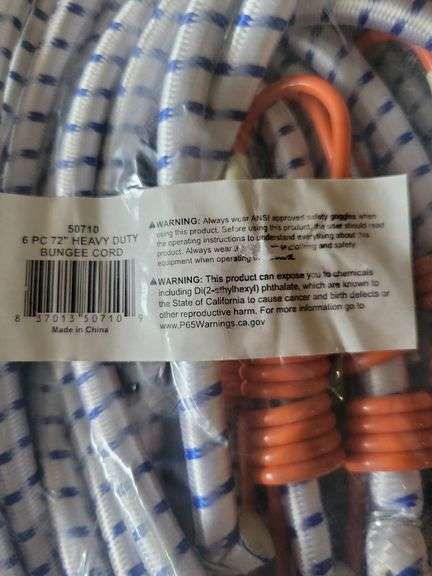 50710
6 PC 72" HEAVY DUTY
BUNGEE CORD
8 37013 50710 9
Made in China
WARNING: Always wear ANSI approved safety goggles when
using this product. Before using this product, the user should read
the operating instructions to understand everything about this
product. Always wear clothing and safety
equipment when operating
WARNING: This product can expose you to chemicals
including Di(2-ethylhexyl) phthalate, which are known to
the State of California to cause cancer and birth defects or
other reproductive harm. For more information go to
www.P65Warnings.ca.gov